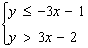 y ≤ −3x − 1
y > 3x − 2